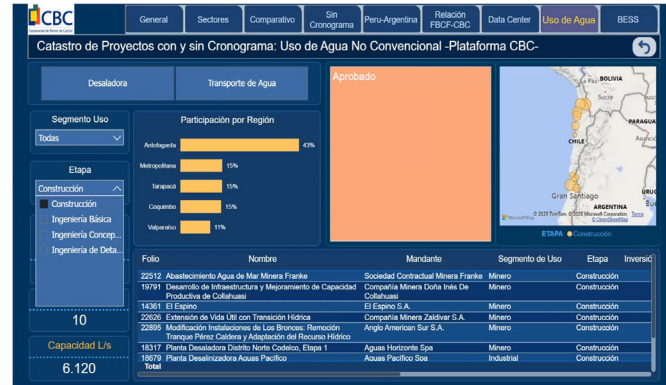 CBC
Corporación de Bienes de Capital
General
Sectores
Comparativo
Sin
Cronograma
Peru-Argentina
Relación
FBCF-CBC
Data Center
Uso de Agua
BESS
Catastro de Proyectos con y sin Cronograma: Uso de Agua No Convencional -Plataforma CBC-
Desaladora
Transporte de Agua
Segmento Uso
Todas
Etapa
Construcción
Construcción
Ingeniería Básica
Ingeniería Concep...
Ingeniería de Deta...
10
Capacidad L/s
6.120
Participación por Región
Antofagasta 43%
Metropolitana 15%
Tarapacá 15%
Coquimbo 15%
Valparaíso 11%
Aprobado
La Paz
BOLIVIA
Sucre
PARAGUA
CHILE
Gran Santiago
ARGENTINA
URUG
Microsoft Bing
© 2025 TomTom, © 2025 Microsoft Corporation, Terms
© OpenStreetMap
ETAPA Construcción
Folio Nombre Mandante Segmento de Uso Etapa Inversió
22512 Abastecimiento Agua de Mar Minera Franke Sociedad Contractual Minera Franke Minero Construcción
19791 Desarrollo de Infraestructura y Mejoramiento de Capacidad Compañía Minera Doña Inés De Minero Construcción
Productiva de Collahuasi Collahuasi
14361 El Espino El Espino S.A. Minero Construcción
22626 Extensión de Vida Útil con Transición Hídrica Compañía Minera Zaldívar S.A. Minero Construcción
22895 Modificación Instalaciones de Los Bronces: Remoción Anglo American Sur S.A. Minero Construcción
Tranque Pérez Caldera y Adaptación del Recurso Hídrico
18317 Planta Desaladora Distrito Norte Codelco, Etapa 1 Aguas Horizonte Spa Minero Construcción
18679 Planta Desalinizadora Aguas Pacífico Aguas Pacífico Spa Industrial Construcción
Total